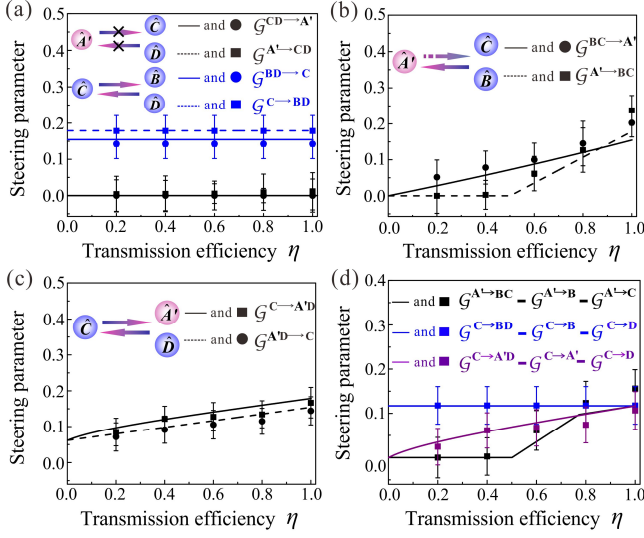 (a)
Steering parameter
0.5
0.4
0.3
0.2
0.1
0.0
Â' Ĉ D̂
and 𝒢^CD→A'
and 𝒢^A'→CD
Ĉ B̂ D̂
and 𝒢^BD→C
and 𝒢^C→BD
0.0 0.2 0.4 0.6 0.8 1.0
Transmission efficiency η
(b)
Steering parameter
0.4
0.3
0.2
0.1
0.0
Â' Ĉ B̂
and 𝒢^BC→A'
and 𝒢^A'→BC
0.0 0.2 0.4 0.6 0.8 1.0
Transmission efficiency η
(c)
Steering parameter
0.5
0.4
0.3
0.2
0.1
0.0
Ĉ Â' D̂
and 𝒢^C→A'D
and 𝒢^A'D→C
0.0 0.2 0.4 0.6 0.8 1.0
Transmission efficiency η
(d)
Steering parameter
0.4
0.3
0.2
0.1
0.0
and 𝒢^A'→BC - 𝒢^A'→B - 𝒢^A'→C
and 𝒢^C→BD - 𝒢^C→B - 𝒢^C→D
and 𝒢^C→A'D - 𝒢^C→A' - 𝒢^C→D
0.0 0.2 0.4 0.6 0.8 1.0
Transmission efficiency η